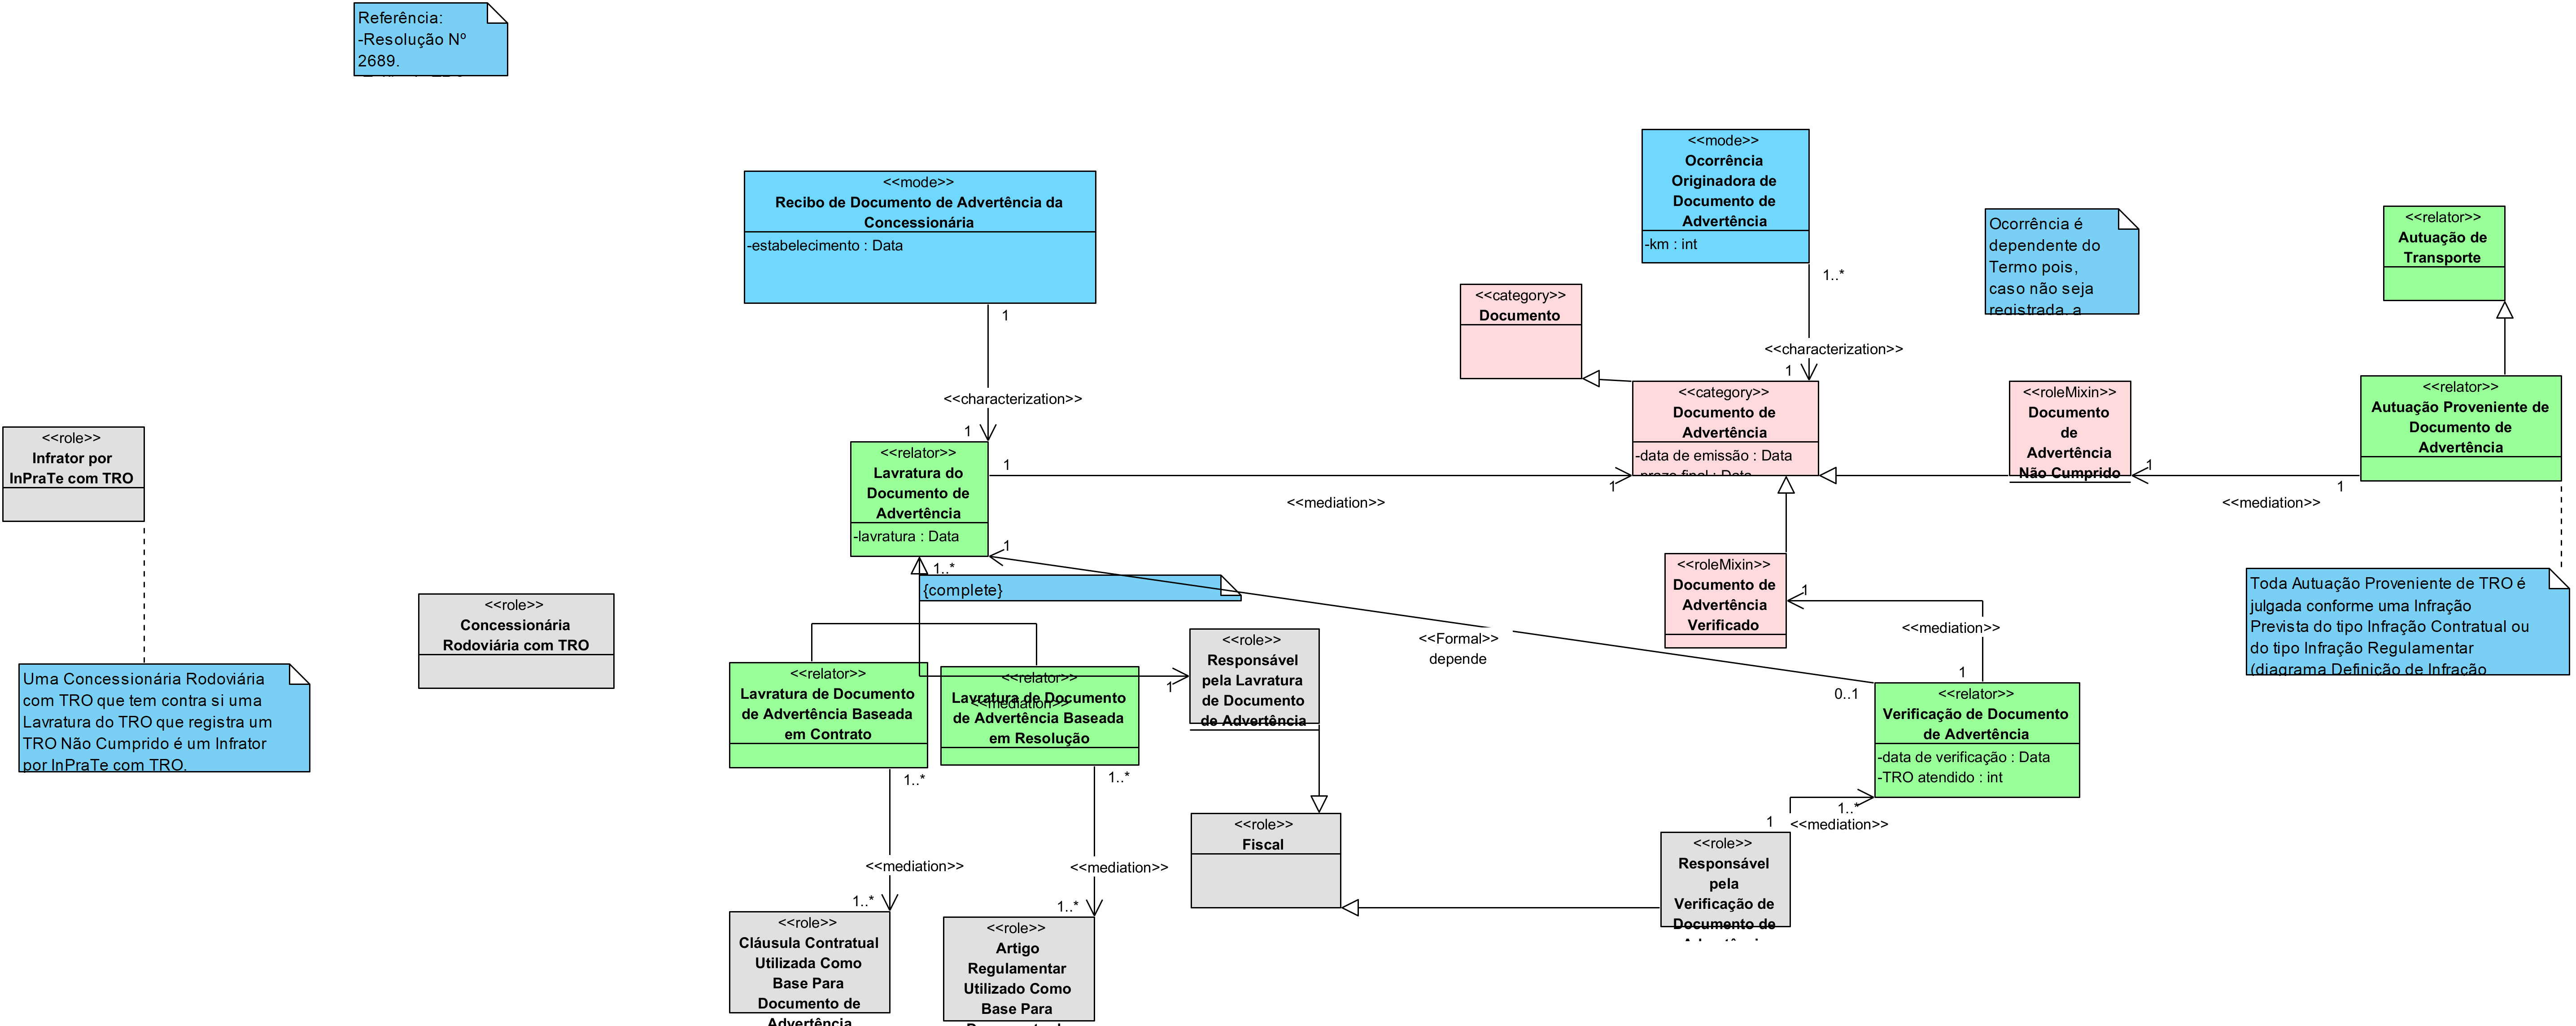 Referência:
-Resolução Nº
2689.
<<mode>>
Ocorrência
Originadora de
Documento de
Advertência
-km : int
<<mode>>
Recibo de Documento de Advertência da
Concessionária
-estabelecimento : Data
Ocorrência é
dependente do
Termo pois,
caso não seja
registrada, a
<<relator>>
Autuação de
Transporte
1..*
<<category>>
Documento
1
<<characterization>>
1
<<characterization>>
1
<<category>>
Documento de
Advertência
-data de emissão : Data
-prazo final : Data
<<roleMixin>>
Documento
de
Advertência
Não Cumprido
<<relator>>
Autuação Proveniente de
Documento de
Advertência
<<role>>
Infrator por
InPraTe com TRO
<<relator>>
Lavratura do
Documento de
Advertência
-lavratura : Data
1
1
<<mediation>>
1
1
<<mediation>>
1
1..*
{complete}
<<roleMixin>>
Documento de
Advertência
Verificado
1
<<mediation>>
1
Toda Autuação Proveniente de TRO é
julgada conforme uma Infração
Prevista do tipo Infração Contratual ou
do tipo Infração Regulamentar
(diagrama Definição de Infração
<<role>>
Concessionária
Rodoviária com TRO
<<Formal>>
depende
0..1
Uma Concessionária Rodoviária
com TRO que tem contra si uma
Lavratura do TRO que registra um
TRO Não Cumprido é um Infrator
por InPraTe com TRO.
<<relator>>
Lavratura de Documento
de Advertência Baseada
em Contrato
<<relator>>
Lavratura de Documento
de Advertência Baseada
em Resolução
<<mediation>>
1
<<role>>
Responsável
pela Lavratura
de Documento
de Advertência
<<relator>>
Verificação de Documento
de Advertência
-data de verificação : Data
-TRO atendido : int
1..*
1..*
1..*
1
<<mediation>>
<<role>>
Fiscal
<<role>>
Responsável
pela
Verificação de
Documento de
<<mediation>>
<<mediation>>
1..*
1..*
<<role>>
Cláusula Contratual
Utilizada Como
Base Para
Documento de
Advertência
<<role>>
Artigo
Regulamentar
Utilizado Como
Base Para